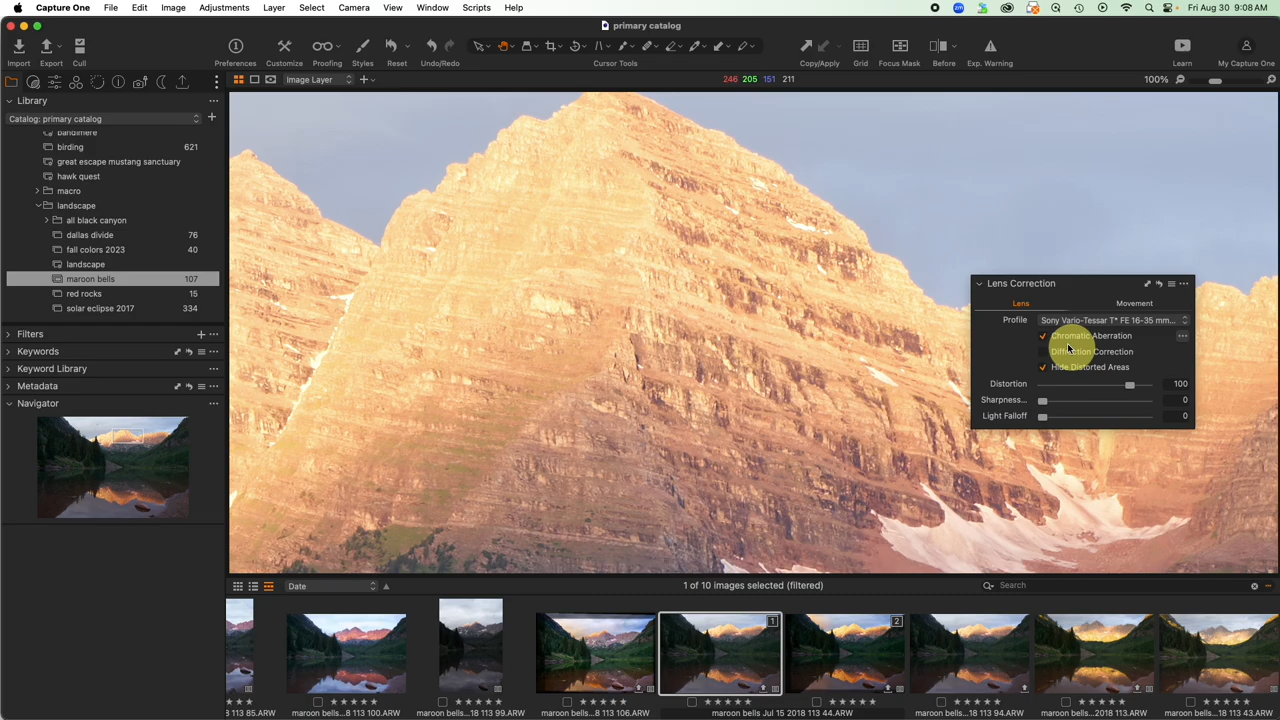 Capture One File Edit Image Adjustments Layer Select Camera View Window Scripts Help Fri Aug 30 9:08 AM
primary catalog
Import Export Cull Preferences Customize Proofing Styles Reset Undo/Redo Cursor Tools Copy/Apply Grid Focus Mask Before Exp. Warning Learn My Capture One
Image Layer 246 205 151 211 100%
Library
Catalog: primary catalog
bandimere
birding 621
great escape mustang sanctuary
hawk quest
macro
landscape
all black canyon
dallas divide 76
fall colors 2023 40
landscape
maroon bells 107
red rocks 15
solar eclipse 2017 334
Filters
Keywords
Keyword Library
Metadata
Navigator
Lens Correction
Lens Movement
Profile Sony Vario-Tessar T* FE 16-35 mm...
Chromatic Aberration
Diffraction Correction
Hide Distorted Areas
Distortion 100
Sharpness... 0
Light Falloff 0
Date 1 of 10 images selected (filtered) Search
1 2
8 113 85.ARW maroon bells...8 113 100.ARW maroon bells...18 113 99.ARW maroon b...8 113 106.ARW maroon bells Jul 15 2018 113 44.ARW maroon bells...18 113 94.ARW maroon bells...2018 113.ARW maroon bells...18 113 43.ARW